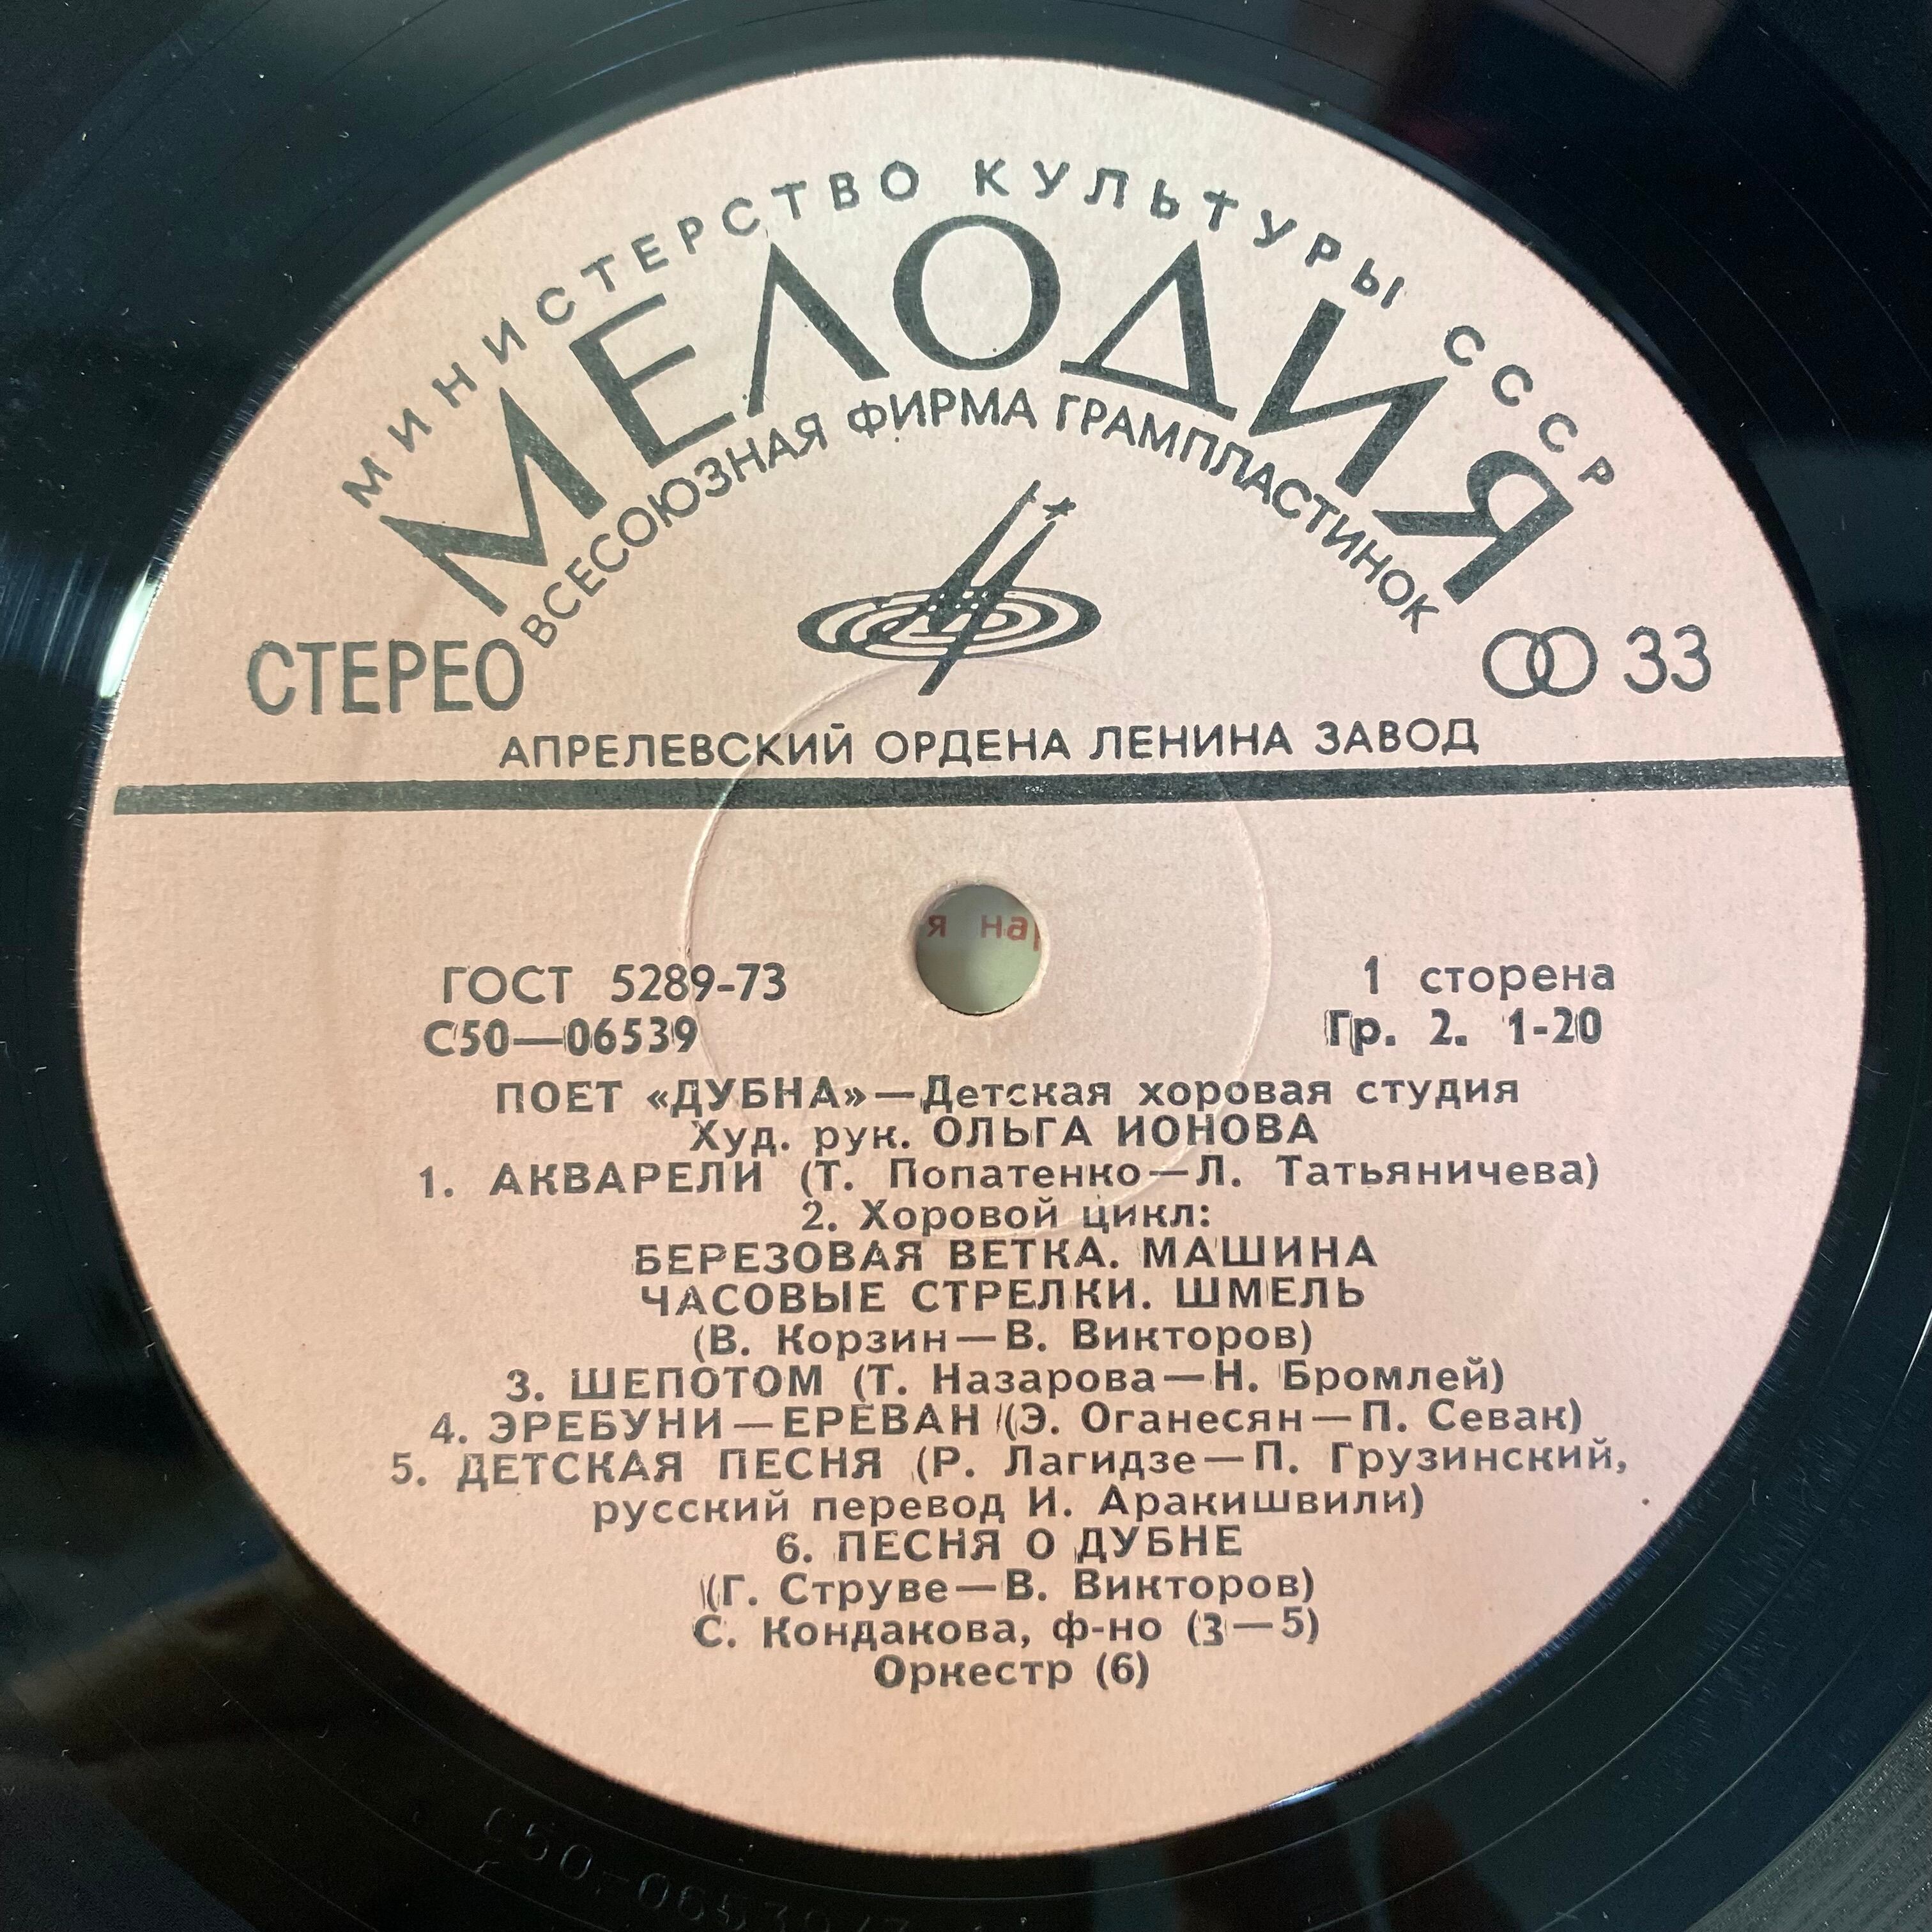 МИНИСТЕРСТВО КУЛЬТУРЫ СССР
МЕЛОДИЯ
ВСЕСОЮЗНАЯ ФИРМА ГРАМПЛАСТИНОК
СТЕРЕО
33
АПРЕЛЕВСКИЙ ОРДЕНА ЛЕНИНА ЗАВОД
я нар
ГОСТ 5289-73
1 сторена
С50—06539
Гр. 2. 1-20
ПОЕТ «ДУБНА»—Детская хоровая студия
Худ. рук. ОЛЬГА ИОНОВА
1. АКВАРЕЛИ (Т. Попатенко—Л. Татьяничева)
2. Хоровой цикл:
БЕРЕЗОВАЯ ВЕТКА. МАШИНА
ЧАСОВЫЕ СТРЕЛКИ. ШМЕЛЬ
(В. Корзин—В. Викторов)
3. ШЕПОТОМ (Т. Назарова—Н. Бромлей)
4. ЭРЕБУНИ—ЕРЕВАН (Э. Оганесян—П. Севак)
5. ДЕТСКАЯ ПЕСНЯ (Р. Лагидзе—П. Грузинский,
русский перевод И. Аракишвили)
6. ПЕСНЯ О ДУБНЕ
(Г. Струве—В. Викторов)
С. Кондакова, ф-но (3—5)
Оркестр (6)